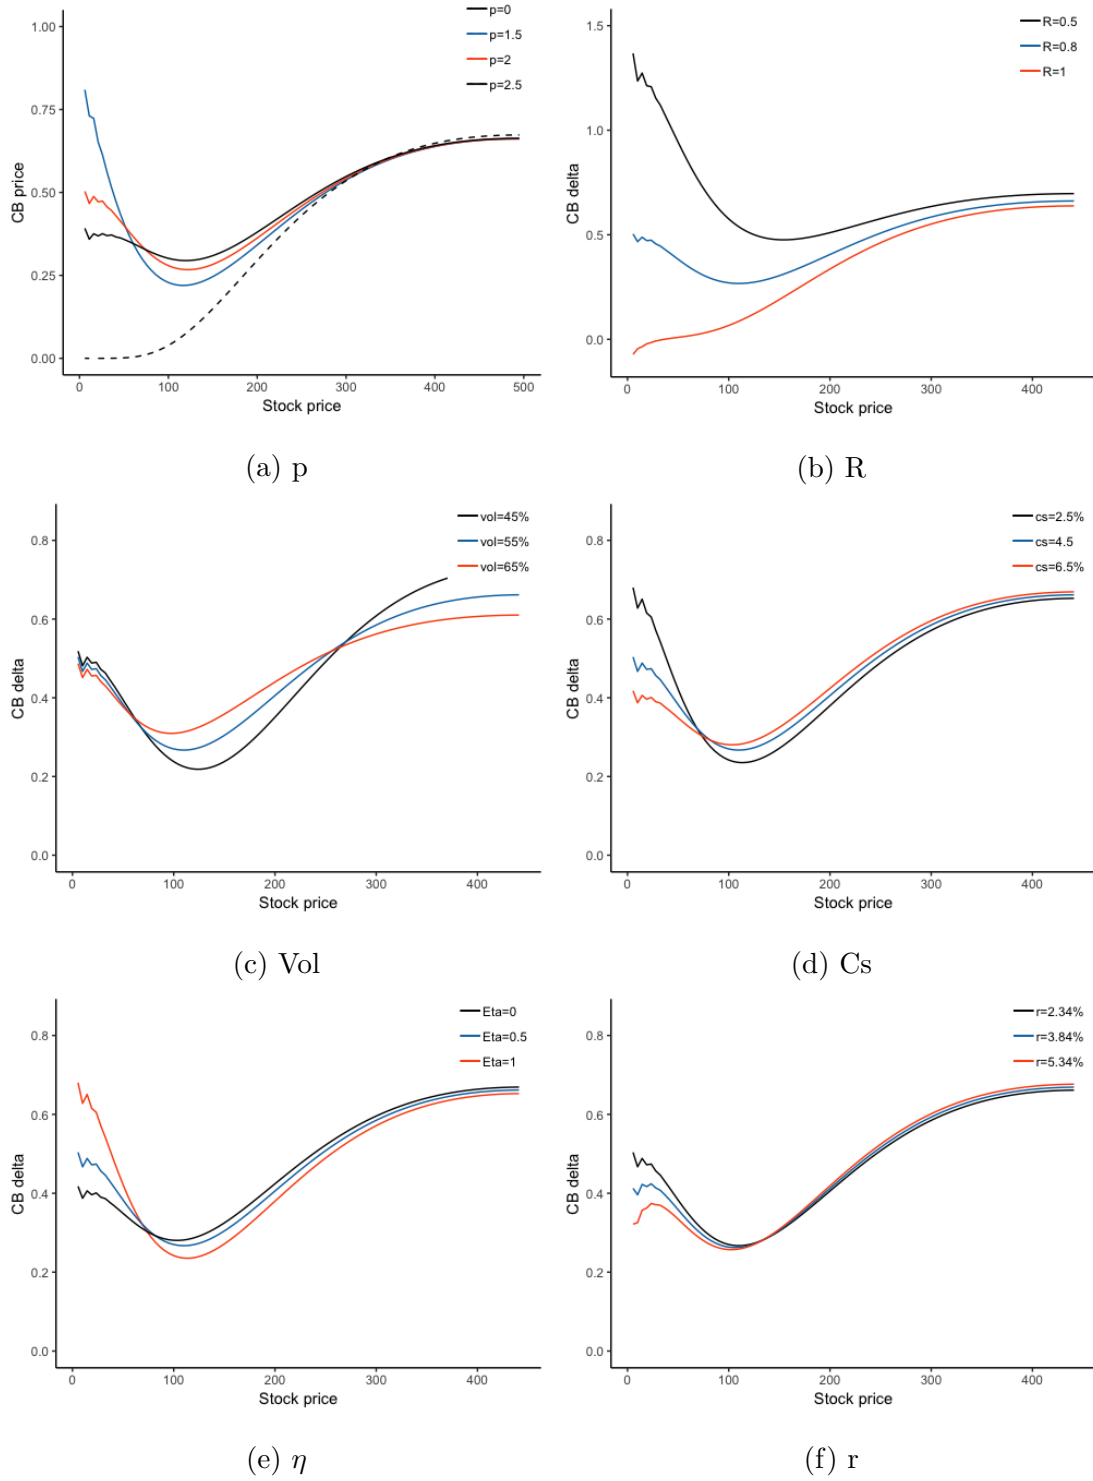 p=0
p=1.5
p=2
p=2.5
CB price
1.00
0.75
0.50
0.25
0.00
0 100 200 300 400 500
Stock price
R=0.5
R=0.8
R=1
CB delta
1.5
1.0
0.5
0.0
0 100 200 300 400
Stock price
(a) p
(b) R
vol=45%
vol=55%
vol=65%
CB delta
0.8
0.6
0.4
0.2
0.0
0 100 200 300 400
Stock price
cs=2.5%
cs=4.5
cs=6.5%
CB delta
0.8
0.6
0.4
0.2
0.0
0 100 200 300 400
Stock price
(c) Vol
(d) Cs
Eta=0
Eta=0.5
Eta=1
CB delta
0.8
0.6
0.4
0.2
0.0
0 100 200 300 400
Stock price
r=2.34%
r=3.84%
r=5.34%
CB delta
0.8
0.6
0.4
0.2
0.0
0 100 200 300 400
Stock price
(e) η
(f) r